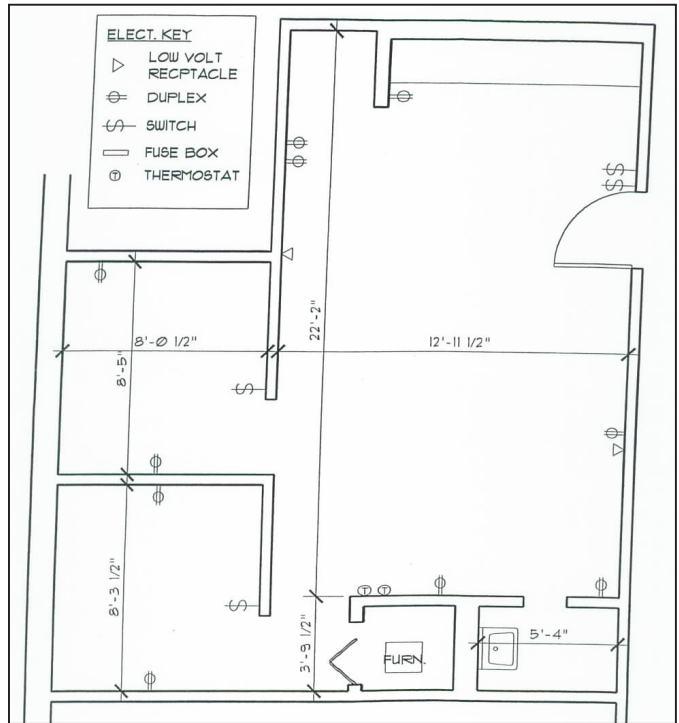 ELECT. KEY
LOW VOLT
RECPTACLE
DUPLEX
SWITCH
FUSE BOX
T THERMOSTAT
22'-2"
8'-0 1/2"
12'-11 1/2"
8'-5"
8'-3 1/2"
T T
3'-9 1/2"
5'-4"
FURN.